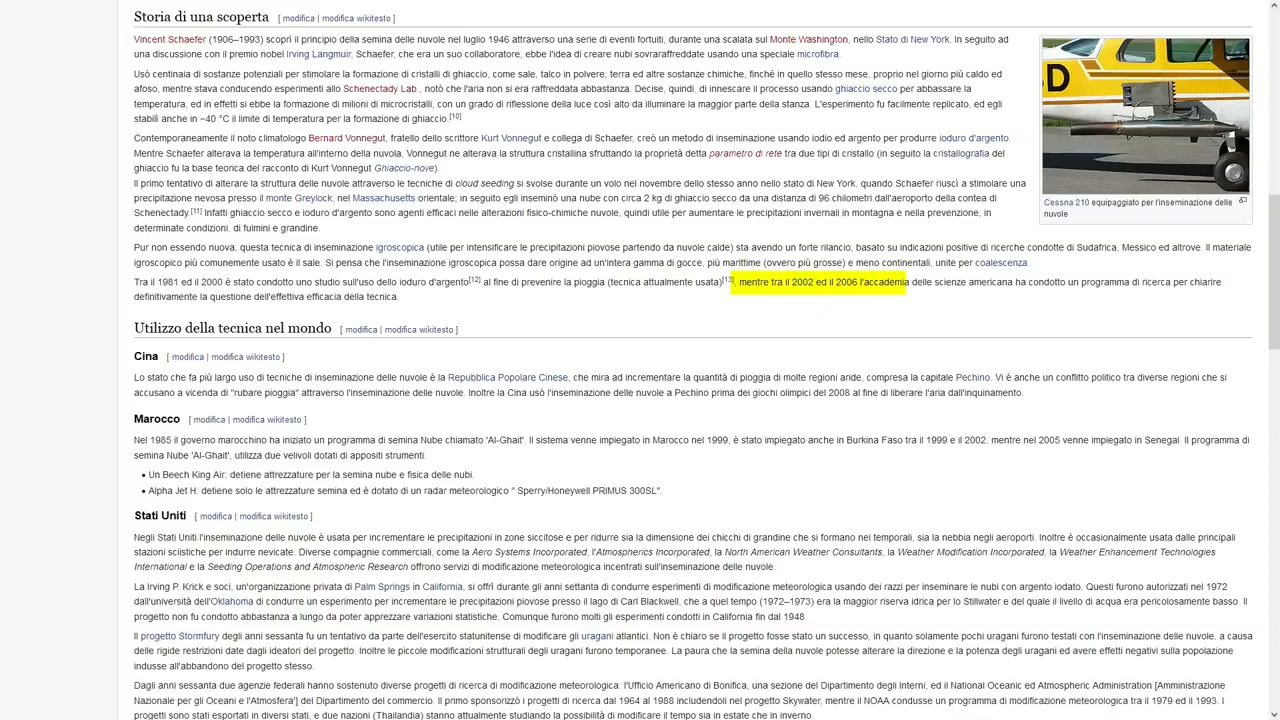 Storia di una scoperta [ modifica | modifica wikitesto ]
Vincent Schaefer (1906–1993) scoprì il principio della semina delle nuvole nel luglio 1946 attraverso una serie di eventi fortuiti, durante una scalata sul Monte Washington, nello Stato di New York. In seguito ad
una discussione con il premio nobel Irving Langmuir, Schaefer, che era un suo collaboratore, ebbe l'idea di creare nubi sovraraffreddate usando una speciale microfibra.
Usò centinaia di sostanze potenziali per stimolare la formazione di cristalli di ghiaccio, come sale, talco in polvere, terra ed altre sostanze chimiche, finché in quello stesso mese, proprio nel giorno più caldo ed
afoso, mentre stava conducendo esperimenti allo Schenectady Lab., notò che l'aria non si era raffreddata abbastanza. Decise, quindi, di innescare il processo usando ghiaccio secco per abbassare la
temperatura, ed in effetti si ebbe la formazione di milioni di microcristalli, con un grado di riflessione della luce così alto da illuminare la maggior parte della stanza. L'esperimento fu facilmente replicato, ed egli
stabilì anche in −40 °C il limite di temperatura per la formazione di ghiaccio.[10]
Contemporaneamente il noto climatologo Bernard Vonnegut, fratello dello scrittore Kurt Vonnegut e collega di Schaefer, creò un metodo di inseminazione usando iodio ed argento per produrre ioduro d'argento.
Mentre Schaefer alterava la temperatura all'interno della nuvola, Vonnegut ne alterava la struttura cristallina sfruttando la proprietà detta parametro di rete tra due tipi di cristallo (in seguito la cristallografia del
ghiaccio fu la base teorica del racconto di Kurt Vonnegut Ghiaccio-nove).
Il primo tentativo di alterare la struttura delle nuvole attraverso le tecniche di cloud seeding si svolse durante un volo nel novembre dello stesso anno nello stato di New York, quando Schaefer riuscì a stimolare una
precipitazione nevosa presso il monte Greylock, nel Massachusetts orientale; in seguito egli inseminò una nube con circa 2 kg di ghiaccio secco da una distanza di 96 chilometri dall'aeroporto della contea di
Schenectady.[11] Infatti ghiaccio secco e ioduro d'argento sono agenti efficaci nelle alterazioni fisico-chimiche nuvole, quindi utile per aumentare le precipitazioni invernali in montagna e nella prevenzione, in
determinate condizioni. di fulmini e grandine.
D
Cessna 210 equipaggiato per l'inseminazione delle
nuvole
Pur non essendo nuova, questa tecnica di inseminazione igroscopica (utile per intensificare le precipitazioni piovose partendo da nuvole calde) sta avendo un forte rilancio, basato su indicazioni positive di ricerche condotte di Sudafrica, Messico ed altrove. Il materiale
igroscopico più comunemente usato è il sale. Si pensa che l'inseminazione igroscopica possa dare origine ad un'intera gamma di gocce, più marittime (ovvero più grosse) e meno continentali, unite per coalescenza.
Tra il 1981 ed il 2000 è stato condotto uno studio sull'uso dello ioduro d'argento[12] al fine di prevenire la pioggia (tecnica attualmente usata)[13], mentre tra il 2002 ed il 2006 l'accademia delle scienze americana ha condotto un programma di ricerca per chiarire
definitivamente la questione dell'effettiva efficacia della tecnica.
Utilizzo della tecnica nel mondo [ modifica | modifica wikitesto ]
Cina [ modifica | modifica wikitesto ]
Lo stato che fa più largo uso di tecniche di inseminazione delle nuvole è la Repubblica Popolare Cinese, che mira ad incrementare la quantità di pioggia di molte regioni aride, compresa la capitale Pechino. Vi è anche un conflitto politico tra diverse regioni che si
accusano a vicenda di "rubare pioggia" attraverso l'inseminazione delle nuvole. Inoltre la Cina usò l'inseminazione delle nuvole a Pechino prima dei giochi olimpici del 2008 al fine di liberare l'aria dall'inquinamento.
Marocco [ modifica | modifica wikitesto ]
Nel 1985 il governo marocchino ha iniziato un programma di semina Nube chiamato 'Al-Ghait'. Il sistema venne impiegato in Marocco nel 1999, è stato impiegato anche in Burkina Faso tra il 1999 e il 2002, mentre nel 2005 venne impiegato in Senegal. Il programma di
semina Nube 'Al-Ghait', utilizza due velivoli dotati di appositi strumenti:
• Un Beech King Air: detiene attrezzature per la semina nube e fisica delle nubi.
• Alpha Jet H: detiene solo le attrezzature semina ed è dotato di un radar meteorologico " Sperry/Honeywell PRIMUS 300SL".
Stati Uniti [ modifica | modifica wikitesto ]
Negli Stati Uniti l'inseminazione delle nuvole è usata per incrementare le precipitazioni in zone siccitose e per ridurre sia la dimensione dei chicchi di grandine che si formano nei temporali, sia la nebbia negli aeroporti. Inoltre è occasionalmente usata dalle principali
stazioni sciistiche per indurre nevicate. Diverse compagnie commerciali, come la Aero Systems Incorporated, l'Atmospherics Incorporated, la North American Weather Consultants, la Weather Modification Incorporated, la Weather Enhancement Technologies
International e la Seeding Operations and Atmospheric Research offrono servizi di modificazione meteorologica incentrati sull'inseminazione delle nuvole.
La Irving P. Krick e soci, un'organizzazione privata di Palm Springs in California, si offrì durante gli anni settanta di condurre esperimenti di modificazione meteorologica usando dei razzi per inseminare le nubi con argento iodato. Questi furono autorizzati nel 1972
dall'università dell'Oklahoma di condurre un esperimento per incrementare le precipitazioni piovose presso il lago di Carl Blackwell, che a quel tempo (1972–1973) era la maggior riserva idrica per lo Stillwater e del quale il livello di acqua era pericolosamente basso. Il
progetto non fu condotto abbastanza a lungo da poter apprezzare variazioni statistiche. Comunque furono molti gli esperimenti condotti in California fin dal 1948.
Il progetto Stormfury degli anni sessanta fu un tentativo da parte dell'esercito statunitense di modificare gli uragani atlantici. Non è chiaro se il progetto fosse stato un successo, in quanto solamente pochi uragani furono testati con l'inseminazione delle nuvole, a causa
delle rigide restrizioni date dagli ideatori del progetto. Inoltre le piccole modificazioni strutturali degli uragani furono temporanee. La paura che la semina della nuvola potesse alterare la direzione e la potenza degli uragani ed avere effetti negativi sulla popolazione
indusse all'abbandono del progetto stesso.
Dagli anni sessanta due agenzie federali hanno sostenuto diverse progetti di ricerca di modificazione meteorologica: l'Ufficio Americano di Bonifica, una sezione del Dipartimento degli Interni, ed il National Oceanic ed Atmospheric Administration [Amministrazione
Nazionale per gli Oceani e l'Atmosfera'] del Dipartimento del commercio. Il primo sponsorizzò i progetti di ricerca dal 1964 al 1988 includendoli nel progetto Skywater, mentre il NOAA condusse un programma di modificazione meteorologica tra il 1979 ed il 1993. I
progetti sono stati esportati in diversi stati, e due nazioni (Thailandia) stanno attualmente studiando la possibilità di modificare il tempo sia in estate che in inverno.